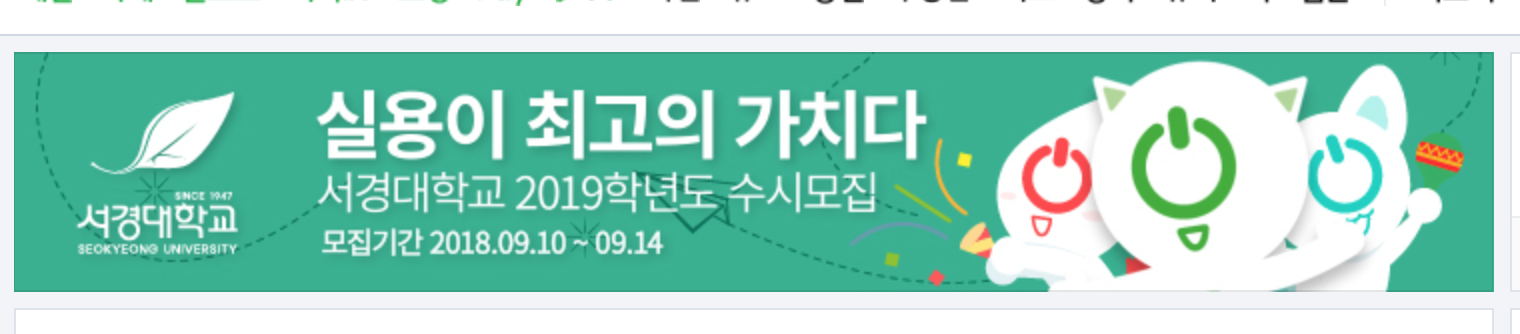 SINCE 1947
서경대학교
SEOKYEONG UNIVERSITY
실용이 최고의 가치다
서경대학교 2019학년도 수시모집
모집기간 2018.09.10 ~ 09.14